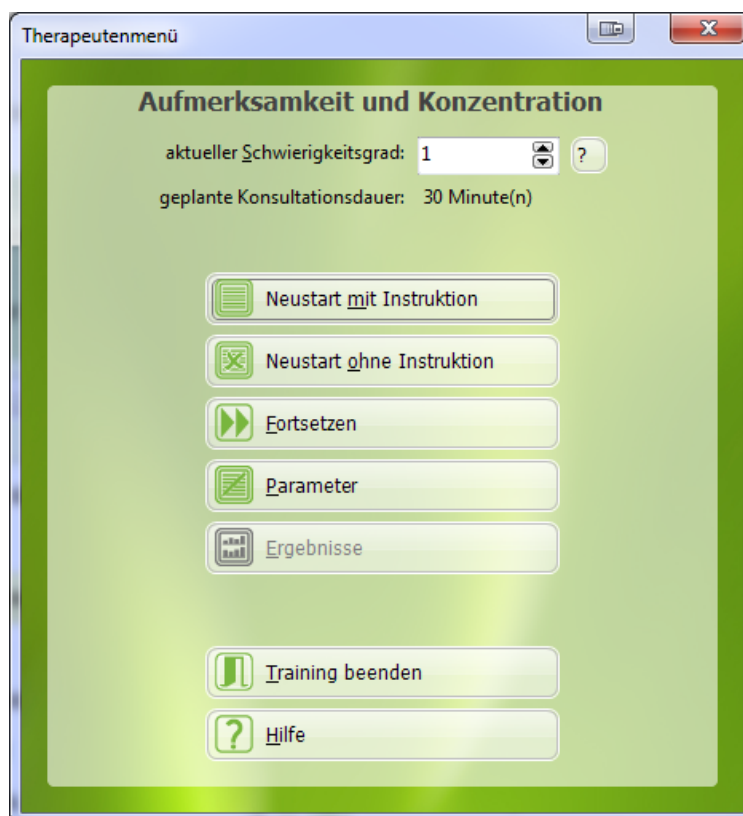 Therapeutenmenü
Aufmerksamkeit und Konzentration
aktueller Schwierigkeitsgrad: 1 ?
geplante Konsultationsdauer: 30 Minute(n)
Neustart mit Instruktion
Neustart ohne Instruktion
Fortsetzen
Parameter
Ergebnisse
Training beenden
? Hilfe